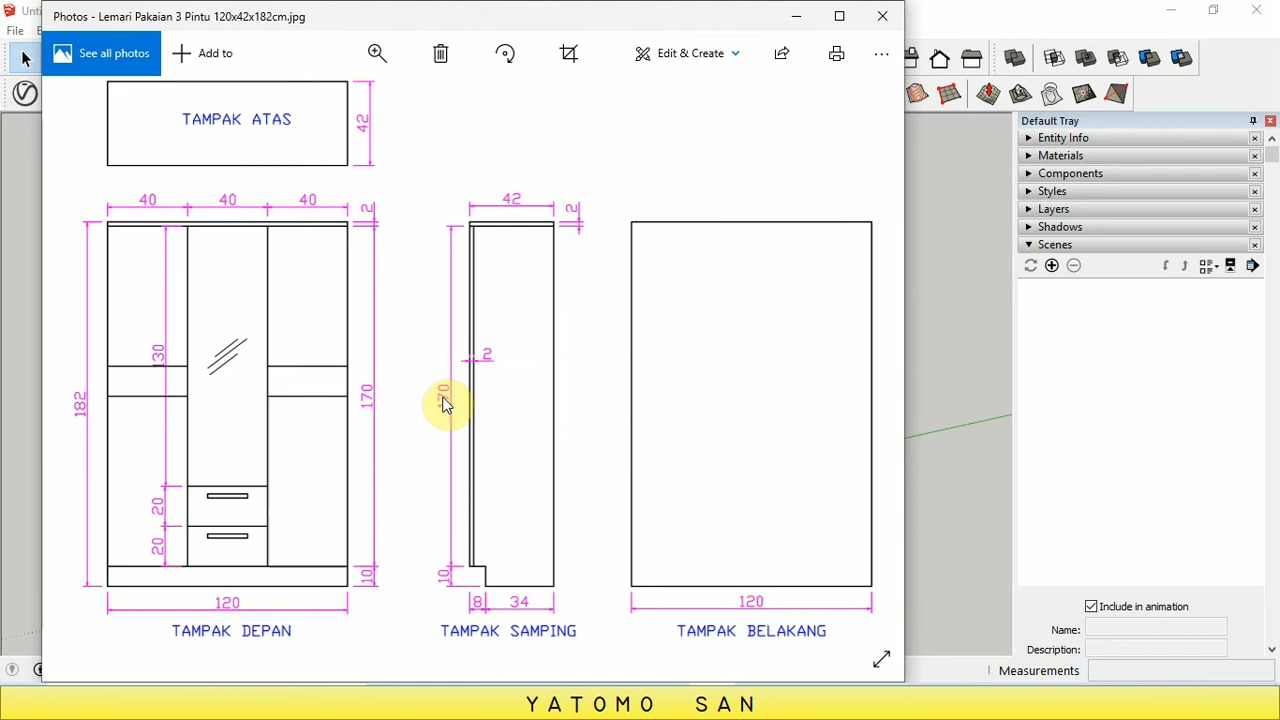 Photos - Lemari Pakaian 3 Pintu 120x42x182cm.jpg
File
See all photos
Add to
Edit & Create
TAMPAK ATAS
42
40 40 40 2
42 2
130
182
170
2
170
20
20
10
10
8 34
120
120
TAMPAK DEPAN
TAMPAK SAMPING
TAMPAK BELAKANG
Default Tray
Entity Info
Materials
Components
Styles
Layers
Shadows
Scenes
Include in animation
Name:
Description:
Measurements
YATOMO SAN